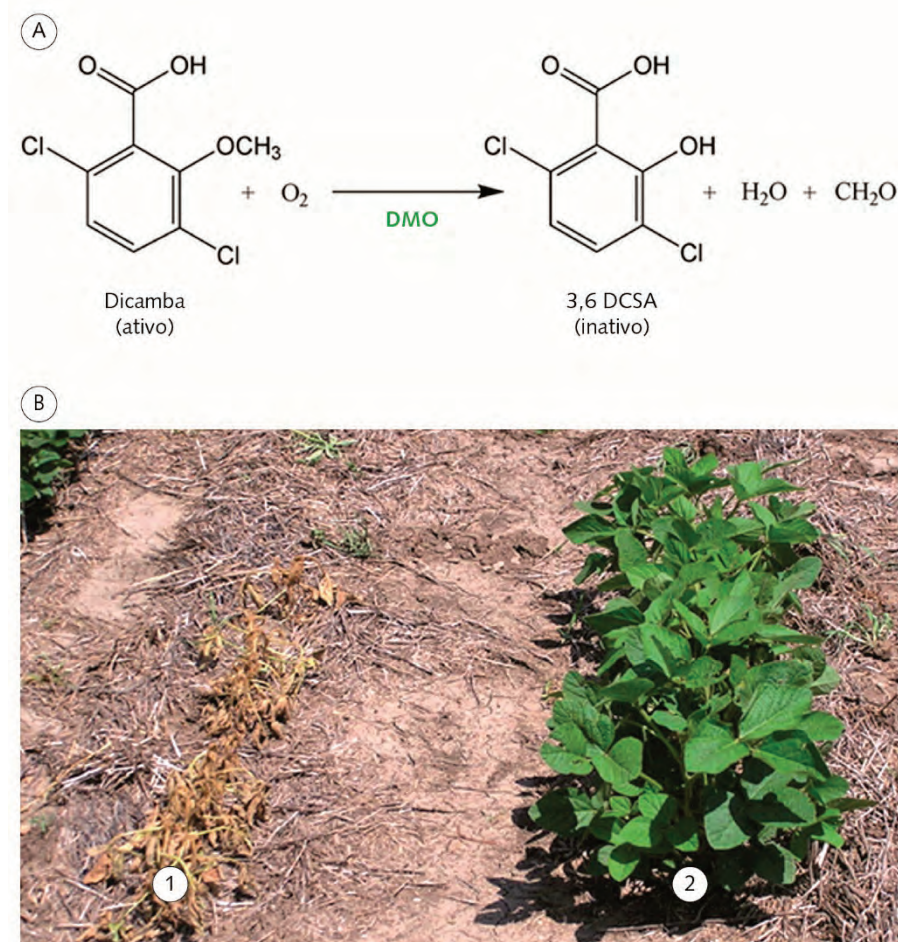 A
O
OH
Cl
OCH₃
+ O₂
DMO
Cl
Dicamba
(ativo)
O
OH
Cl
OH
+ H₂O + CH₂O
Cl
3,6 DCSA
(inativo)
B
1
2